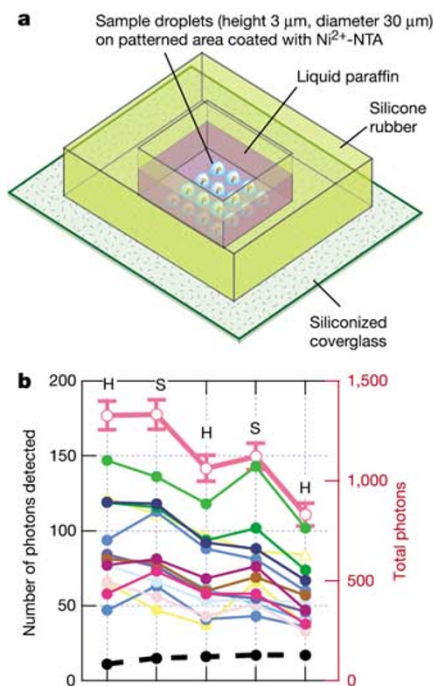 a
Sample droplets (height 3 μm, diameter 30 μm)
on patterned area coated with Ni²⁺-NTA
Liquid paraffin
Silicone
rubber
Siliconized
coverglass
b
200
150
100
50
0
Number of photons detected
H
S
H
S
H
1,500
1,000
500
0
Total photons